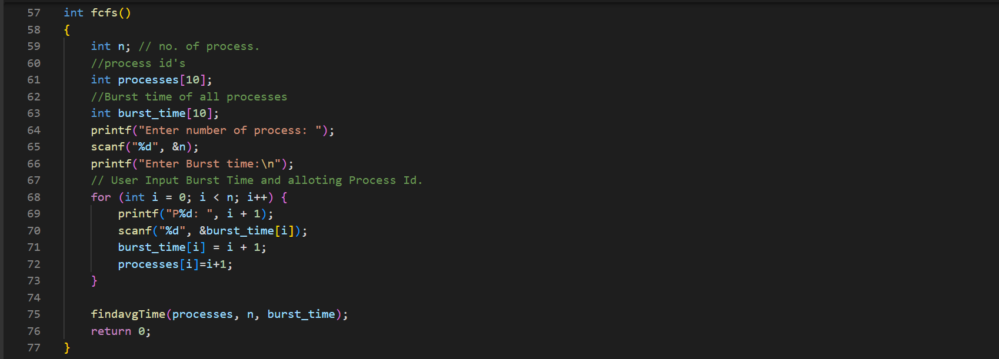 57 int fcfs()
58 {
59 int n; // no. of process.
60 //process id's
61 int processes[10];
62 //Burst time of all processes
63 int burst_time[10];
64 printf("Enter number of process: ");
65 scanf("%d", &n);
66 printf("Enter Burst time:\n");
67 // User Input Burst Time and alloting Process Id.
68 for (int i = 0; i < n; i++) {
69 printf("P%d: ", i + 1);
70 scanf("%d", &burst_time[i]);
71 burst_time[i] = i + 1;
72 processes[i]=i+1;
73 }
74
75 findavgTime(processes, n, burst_time);
76 return 0;
77 }